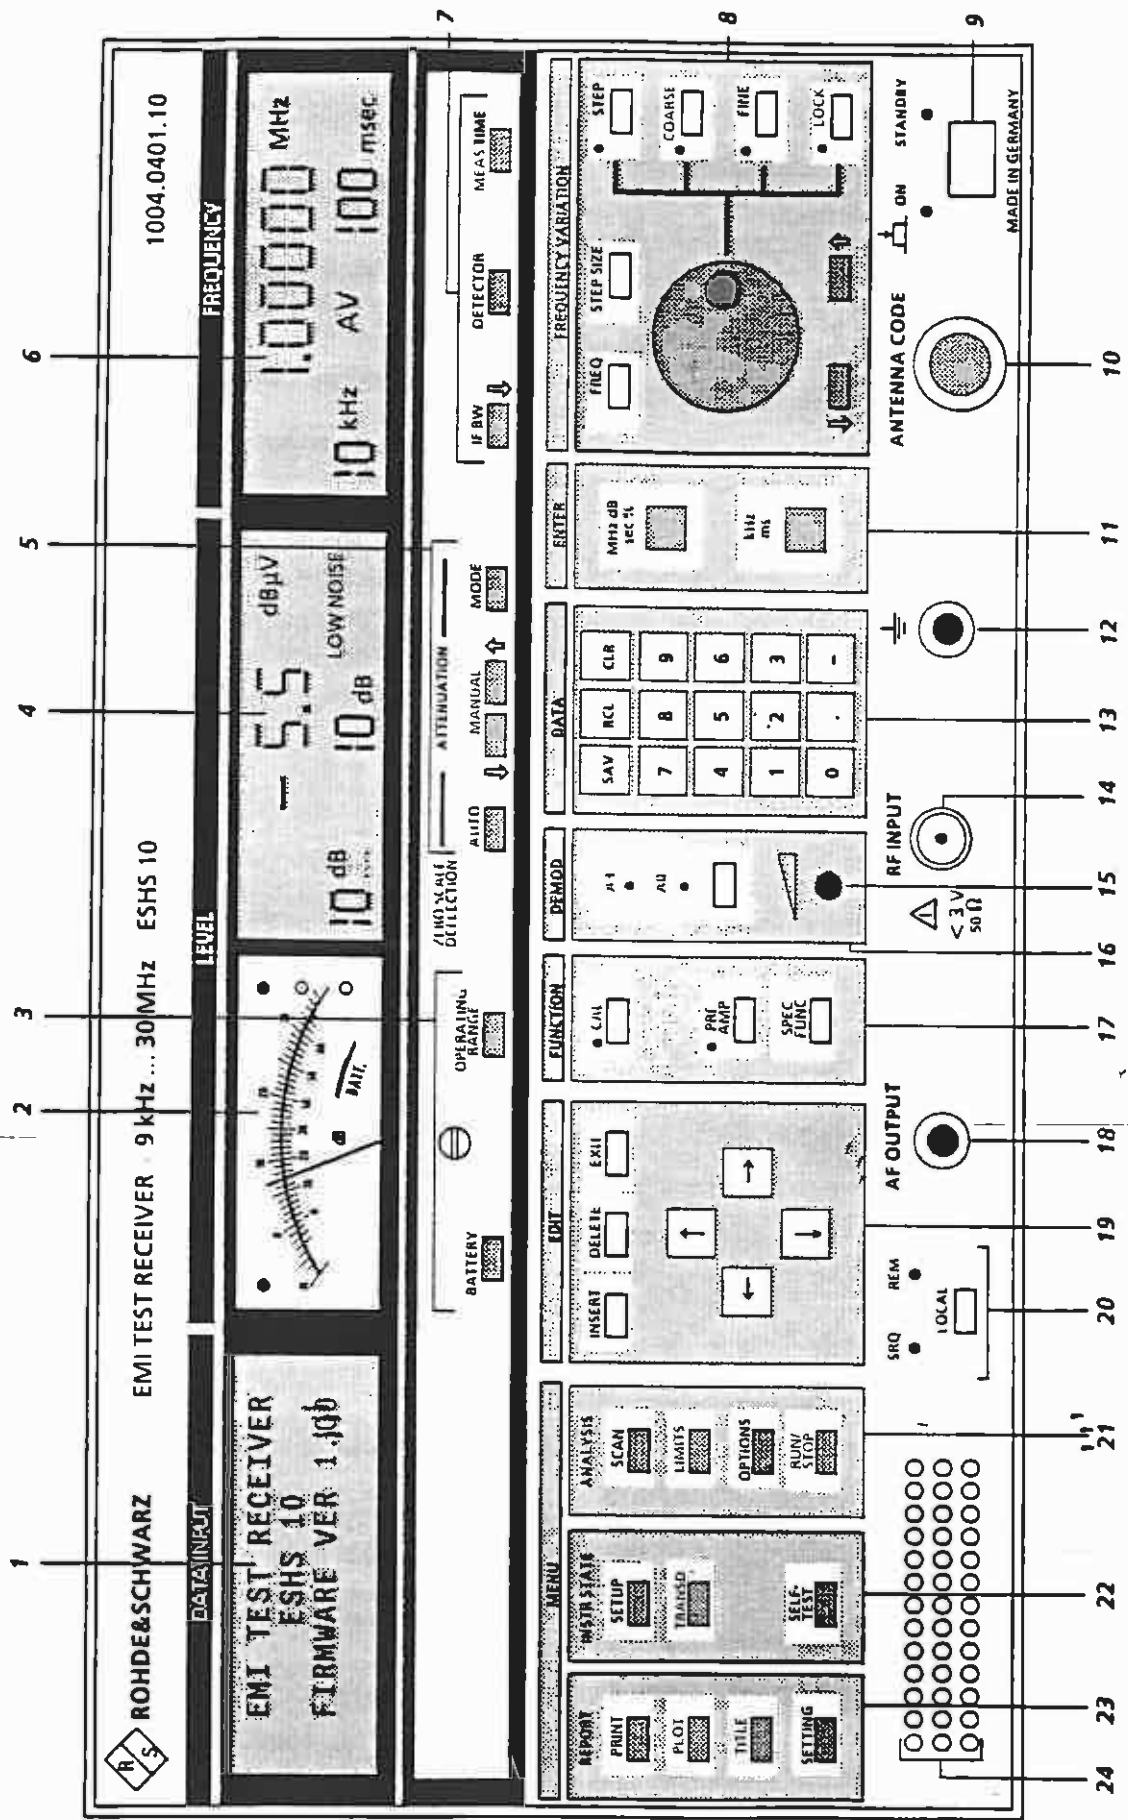 1 2 3 4 5 6
R S
ROHDE&SCHWARZ EMI TEST RECEIVER · 9 kHz ... 30MHz ESHS 10 1004.0401.10
DATA INPUT LEVEL FREQUENCY
EMI TEST RECEIVER
ESHS 10
FIRMWARE VER
dB
BATT.
- 5.5 dBµV
10 dB 10 dB LOW NOISE
1.00000 MHz
10 kHz AV 100 msec
BATTERY
OPERATING
RANGE
ZERO SCALE
DEFLECTION
ATTENUATION
AUTO ⇩ MANUAL ⇧ MODE
IF BW ⇩ DETECTOR MEAS TIME
7
MENU EDIT FUNCTION DEMOD DATA ENTER FREQUENCY VARIATION
REPORT
PRINT
PLOT
TITLE
SETTING
INSTR STATE
SETUP
TRANSD
SELF-
TEST
ANALYSIS
SCAN
LIMITS
OPTIONS
RUN/
STOP
INSERT DELETE EXIT
↑
← →
↓
CAL
PRE
AMP
SPEC
FUNC
SAV RCL CLR
7 8 9
4 5 6
1 2 3
0 . -
MHz dB
sec %
kHz
ms
FREQ STEP SIZE
STEP
COARSE
FINE
LOCK
⇩ ⇧
8
SRQ REM
LOCAL
AF OUTPUT
< 3 V
50 Ω
RF INPUT
ANTENNA CODE
ON STANDBY
MADE IN GERMANY
9
24 23 22 21 20 19 18 17 16 15 14 13 12 11 10